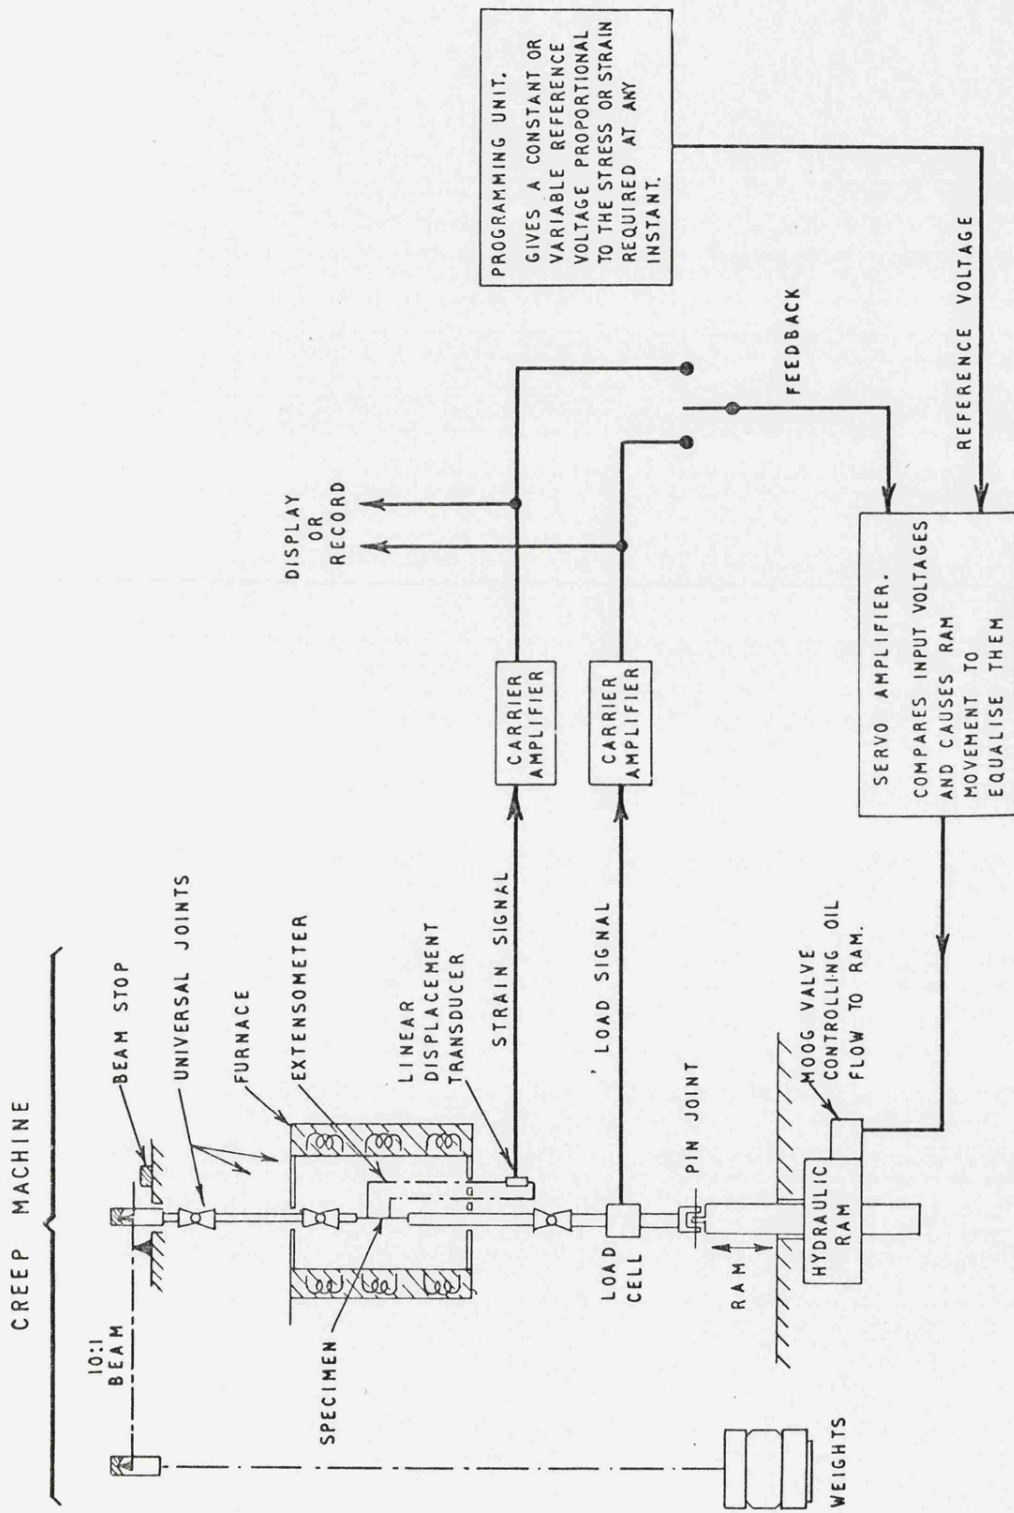 CREEP MACHINE
10:1
BEAM
BEAM STOP
UNIVERSAL JOINTS
FURNACE
EXTENSOMETER
LINEAR
DISPLACEMENT
TRANSDUCER
SPECIMEN
STRAIN SIGNAL
LOAD SIGNAL
LOAD
CELL
PIN JOINT
RAM
HYDRAULIC
RAM
MOOG VALVE
CONTROLLING OIL
FLOW TO RAM.
WEIGHTS
DISPLAY
OR
RECORD
CARRIER
AMPLIFIER
CARRIER
AMPLIFIER
PROGRAMMING UNIT.
GIVES A CONSTANT OR
VARIABLE REFERENCE
VOLTAGE PROPORTIONAL
TO THE STRESS OR STRAIN
REQUIRED AT ANY
INSTANT.
FEEDBACK
REFERENCE VOLTAGE
SERVO AMPLIFIER.
COMPARES INPUT VOLTAGES
AND CAUSES RAM
MOVEMENT TO
EQUALISE THEM